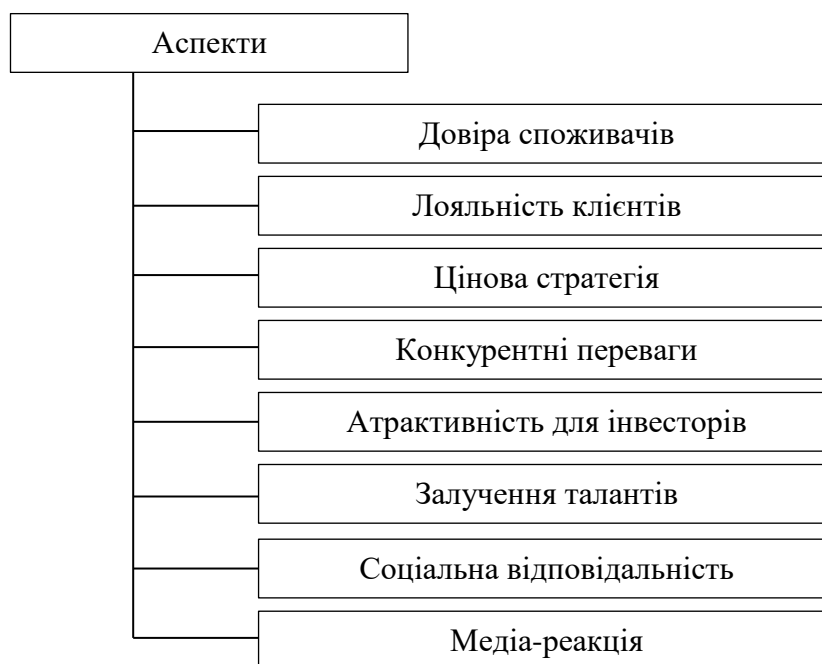 Аспекти
Довіра споживачів
Лояльність клієнтів
Цінова стратегія
Конкурентні переваги
Атрактивність для інвесторів
Залучення талантів
Соціальна відповідальність
Медіа-реакція